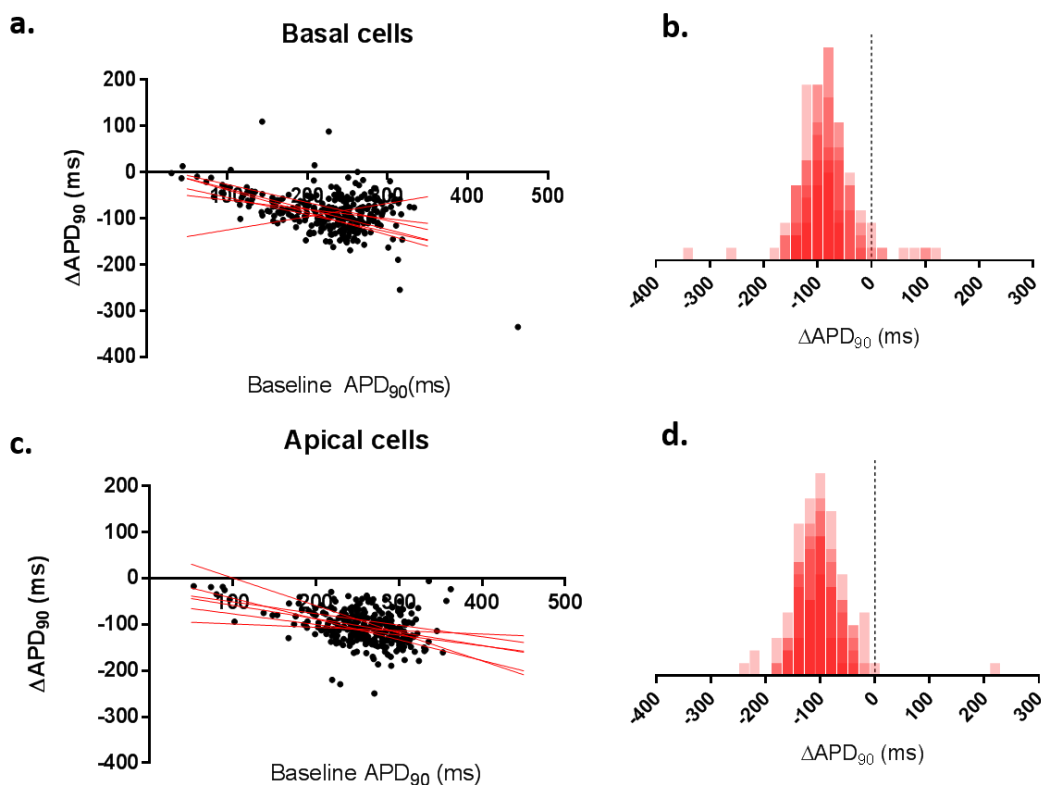 a.
Basal cells
200
100
0
-100
-200
-300
-400
100 200 300 400 500
ΔAPD90 (ms)
Baseline APD90(ms)
b.
-400 -300 -200 -100 0 100 200 300
ΔAPD90 (ms)
c.
Apical cells
200
100
0
-100
-200
-300
-400
100 200 300 400 500
ΔAPD90 (ms)
Baseline APD90 (ms)
d.
-400 -300 -200 -100 0 100 200 300
ΔAPD90 (ms)